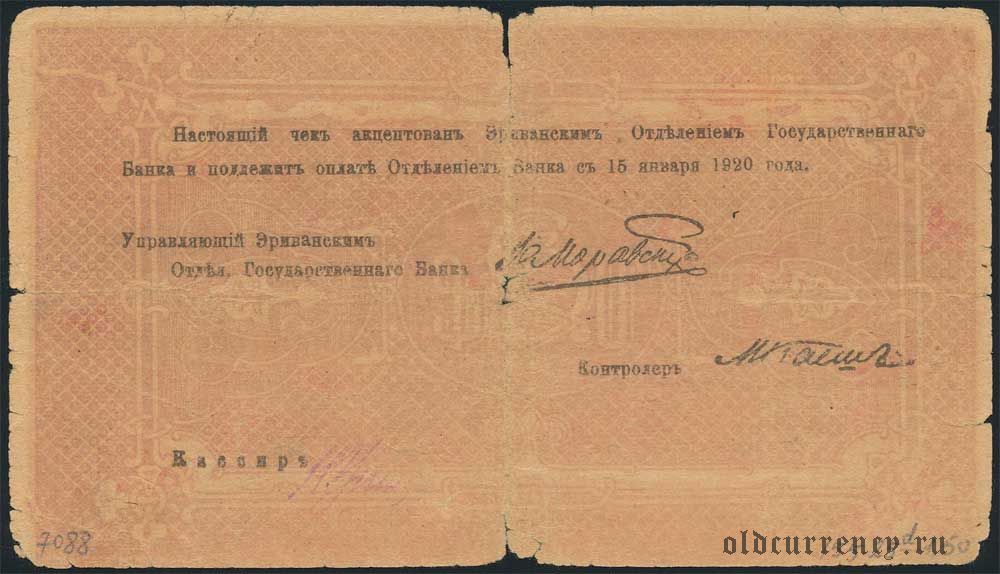 Настоящій чекъ акцептованъ Эриванскимъ Отдѣленіемъ Государственнаго
Банка и подлежитъ оплатѣ Отдѣленіемъ Банка съ 15 января 1920 года.
Управляющій Эриванскимъ
Отдѣл. Государственнаго Банка
Контролеръ
Кассиръ
7088
oldcurrency.ru